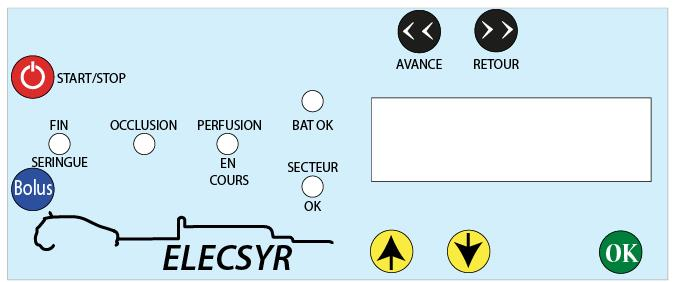 AVANCE
RETOUR
START/STOP
FIN
SERINGUE
OCCLUSION
PERFUSION
EN
COURS
BAT OK
SECTEUR
OK
Bolus
ELECSYR
OK